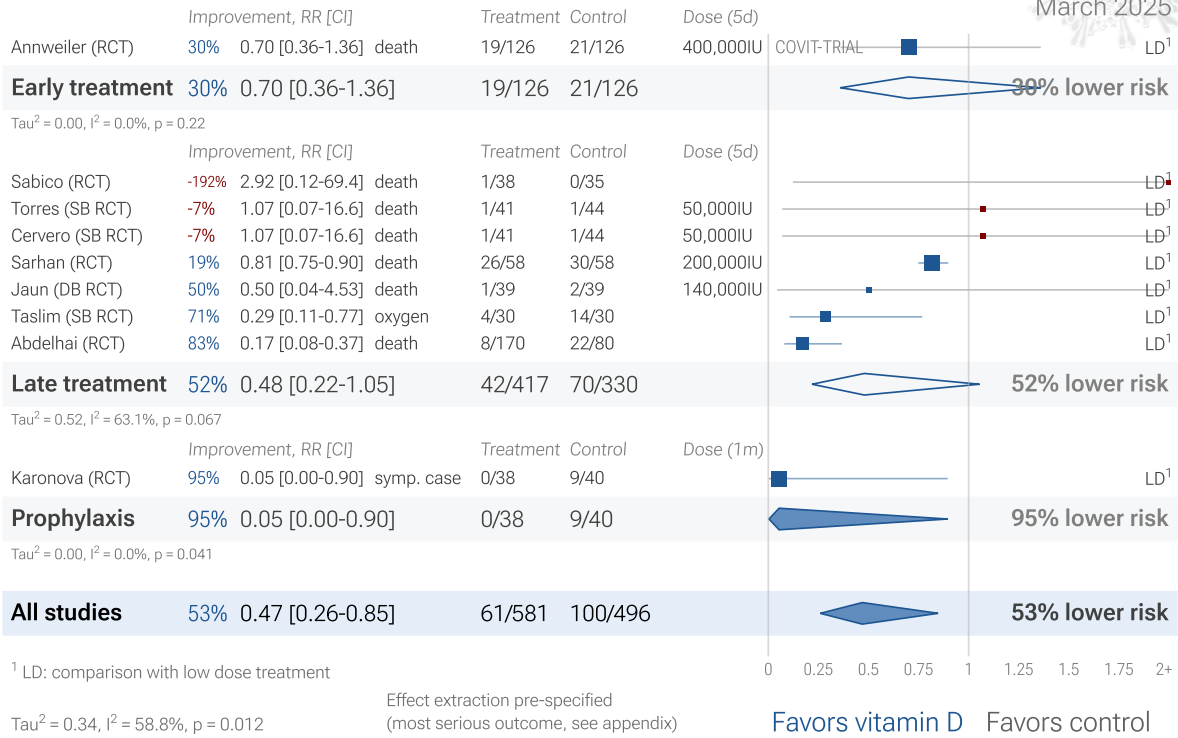 March 2025
Improvement, RR [CI] Treatment Control Dose (5d)
Annweiler (RCT) 30% 0.70 [0.36-1.36] death 19/126 21/126 400,000IU COVIT-TRIAL LD¹
Early treatment 30% 0.70 [0.36-1.36] 19/126 21/126 30% lower risk
Tau² = 0.00, I² = 0.0%, p = 0.22
Improvement, RR [CI] Treatment Control Dose (5d)
Sabico (RCT) -192% 2.92 [0.12-69.4] death 1/38 0/35 LD¹
Torres (SB RCT) -7% 1.07 [0.07-16.6] death 1/41 1/44 50,000IU LD¹
Cervero (SB RCT) -7% 1.07 [0.07-16.6] death 1/41 1/44 50,000IU LD¹
Sarhan (RCT) 19% 0.81 [0.75-0.90] death 26/58 30/58 200,000IU LD¹
Jaun (DB RCT) 50% 0.50 [0.04-4.53] death 1/39 2/39 140,000IU LD¹
Taslim (SB RCT) 71% 0.29 [0.11-0.77] oxygen 4/30 14/30 LD¹
Abdelhai (RCT) 83% 0.17 [0.08-0.37] death 8/170 22/80 LD¹
Late treatment 52% 0.48 [0.22-1.05] 42/417 70/330 52% lower risk
Tau² = 0.52, I² = 63.1%, p = 0.067
Improvement, RR [CI] Treatment Control Dose (1m)
Karonova (RCT) 95% 0.05 [0.00-0.90] symp. case 0/38 9/40 LD¹
Prophylaxis 95% 0.05 [0.00-0.90] 0/38 9/40 95% lower risk
Tau² = 0.00, I² = 0.0%, p = 0.041
All studies 53% 0.47 [0.26-0.85] 61/581 100/496 53% lower risk
0 0.25 0.5 0.75 1 1.25 1.5 1.75 2+
¹ LD: comparison with low dose treatment
Effect extraction pre-specified
(most serious outcome, see appendix)
Tau² = 0.34, I² = 58.8%, p = 0.012
Favors vitamin D Favors control